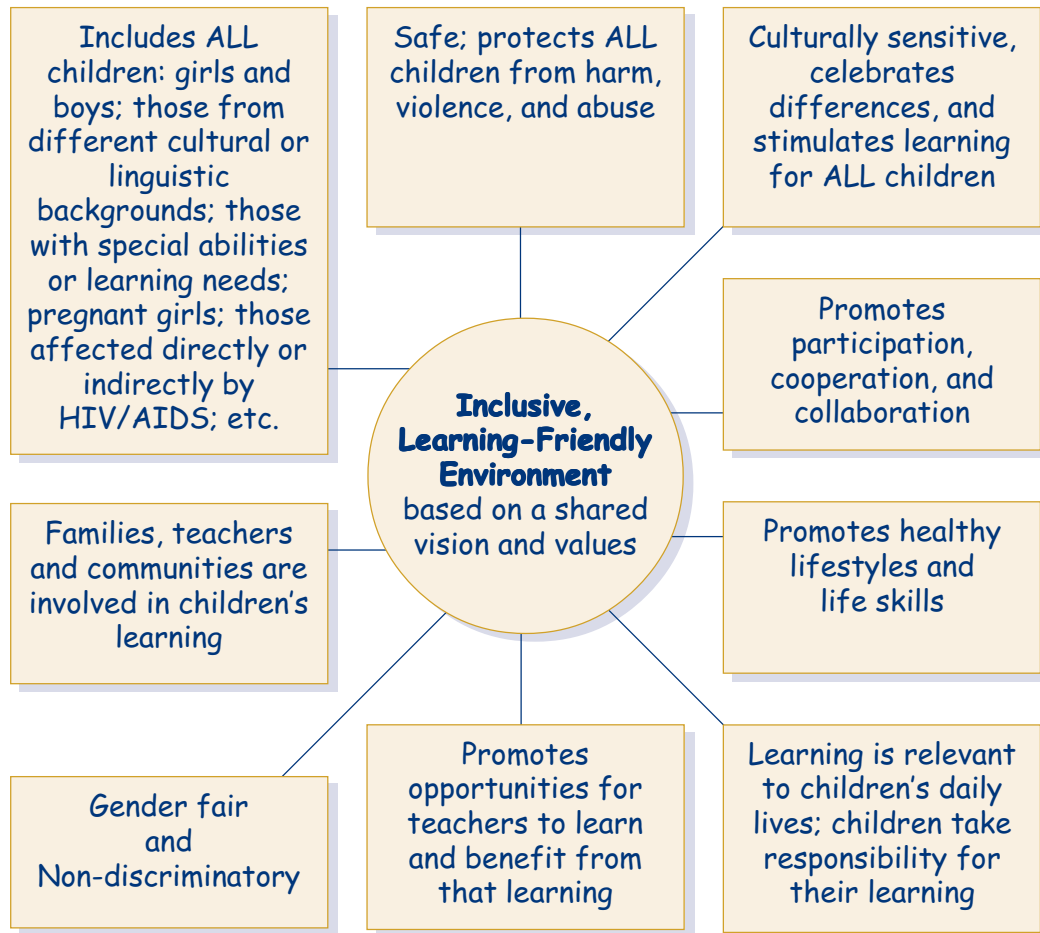 Includes ALL
children: girls and
boys; those from
different cultural or
linguistic
backgrounds; those
with special abilities
or learning needs;
pregnant girls; those
affected directly or
indirectly by
HIV/AIDS; etc.
Safe; protects ALL
children from harm,
violence, and abuse
Culturally sensitive,
celebrates
differences, and
stimulates learning
for ALL children
Promotes
participation,
cooperation, and
collaboration
Inclusive,
Learning-Friendly
Environment
based on a shared
vision and values
Families, teachers
and communities are
involved in children's
learning
Promotes healthy
lifestyles and
life skills
Gender fair
and
Non-discriminatory
Promotes
opportunities for
teachers to learn
and benefit from
that learning
Learning is relevant
to children's daily
lives; children take
responsibility for
their learning